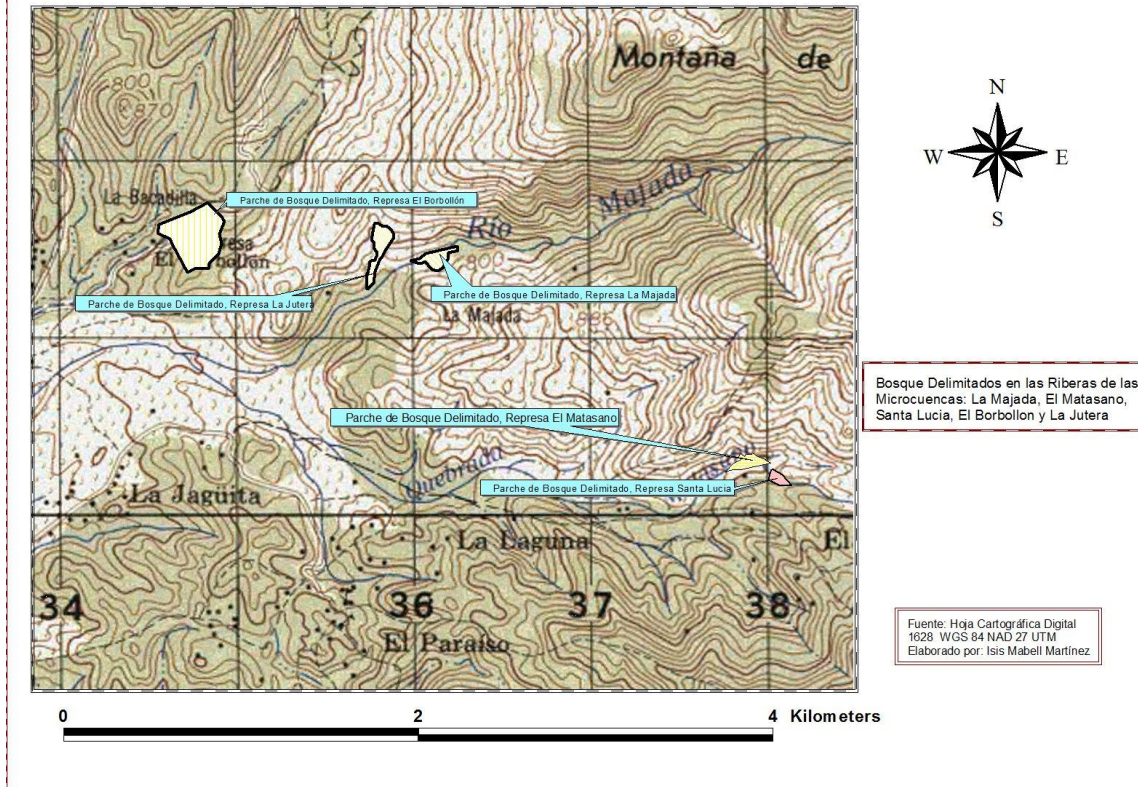 Montaña de
800
870
N
W E
S
La Bacadilla
Parche de Bosque Delimitado, Represa El Borbollón
Río Majada
800
Parche de Bosque Delimitado, Represa La Majada
Parche de Bosque Delimitado, Represa La Jutera
La Majada
Bosque Delimitados en las Riberas de las
Microcuencas: La Majada, El Matasano,
Santa Lucia, El Borbollon y La Jutera
Parche de Bosque Delimitado, Represa El Matasano
Quebrada
Parche de Bosque Delimitado, Represa Santa Lucia
La Jagüita
La Laguna
El
34 36 37 38
El Paraíso
Fuente: Hoja Cartográfica Digital
1628 WGS 84 NAD 27 UTM
Elaborado por: Isis Mabell Martínez
0 2 4 Kilometers